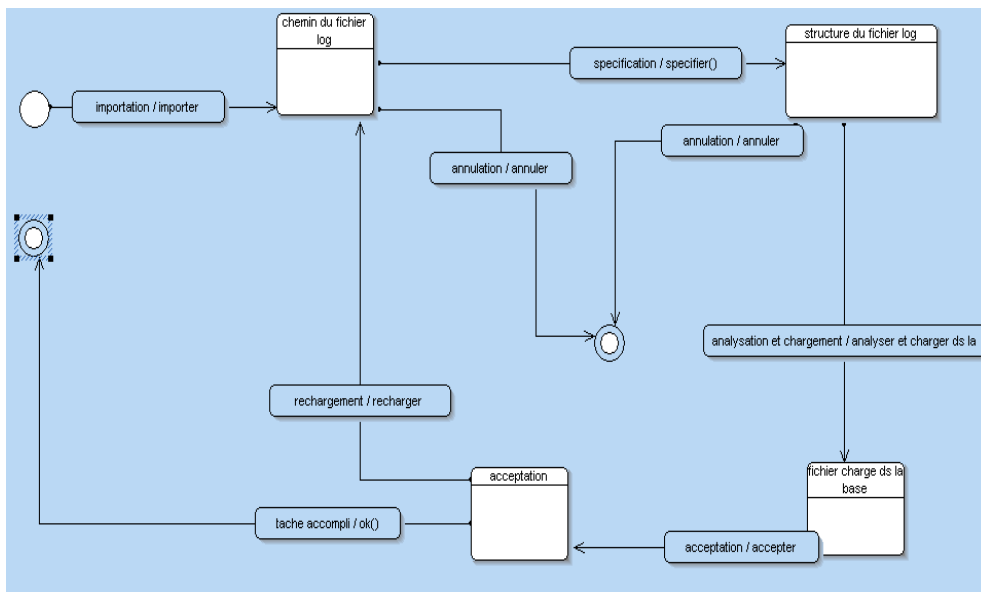 chemin du fichier
log
structure du fichier log
specification / specifier()
importation / importer
annulation / annuler
annulation / annuler
analysation et chargement / analyser et charger ds la
rechargement / recharger
acceptation
fichier charge ds la
base
tache accompli / ok()
acceptation / accepter